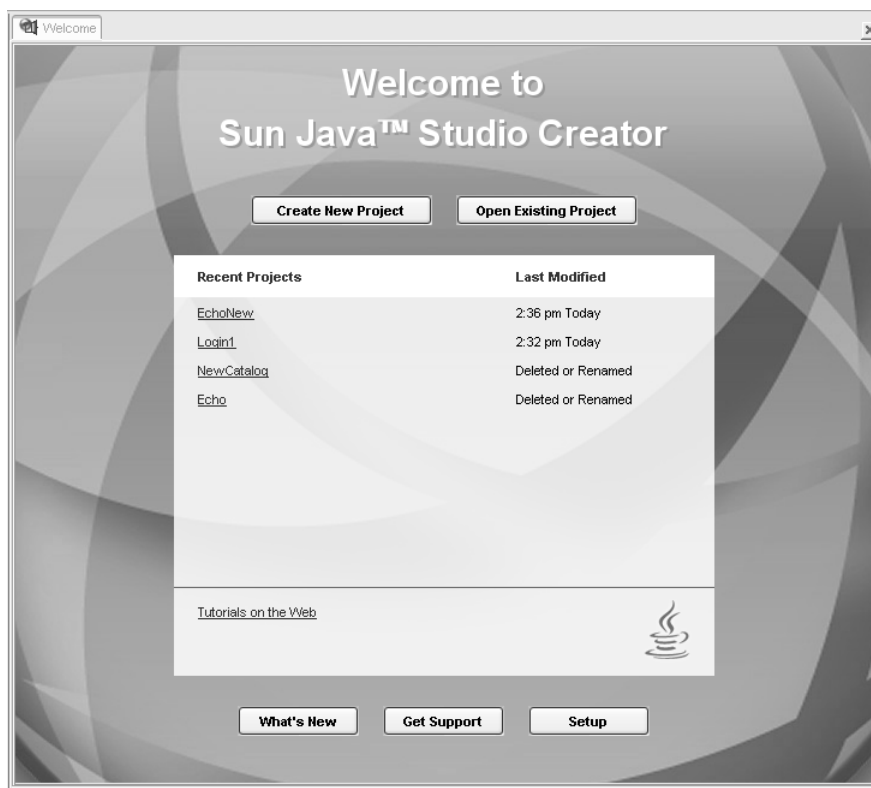 Welcome
Welcome to
Sun Java™ Studio Creator
Create New Project Open Existing Project
Recent Projects Last Modified
EchoNew 2:36 pm Today
Login1 2:32 pm Today
NewCatalog Deleted or Renamed
Echo Deleted or Renamed
Tutorials on the Web
What's New Get Support Setup